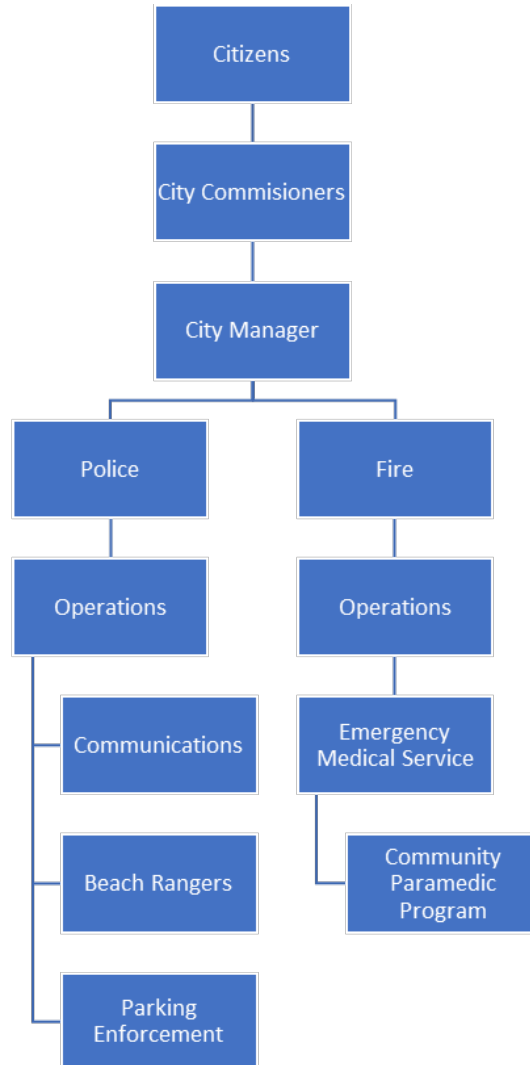 Citizens
City Commisioners
City Manager
Police
Fire
Operations
Operations
Communications
Emergency
Medical Service
Beach Rangers
Community
Paramedic
Program
Parking
Enforcement